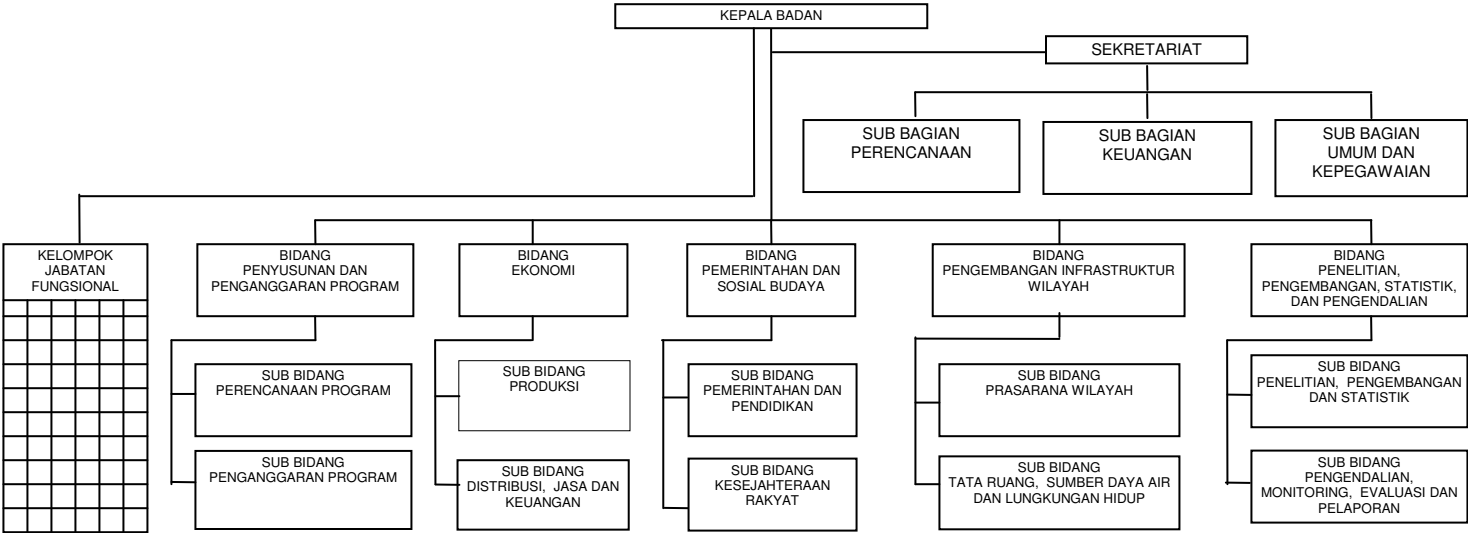 KEPALA BADAN
SEKRETARIAT
SUB BAGIAN
PERENCANAAN
SUB BAGIAN
KEUANGAN
SUB BAGIAN
UMUM DAN
KEPEGAWAIAN
KELOMPOK
JABATAN
FUNGSIONAL
BIDANG
PENYUSUNAN DAN
PENGANGGARAN PROGRAM
BIDANG
EKONOMI
BIDANG
PEMERINTAHAN DAN
SOSIAL BUDAYA
BIDANG
PENGEMBANGAN INFRASTRUKTUR
WILAYAH
BIDANG
PENELITIAN,
PENGEMBANGAN, STATISTIK,
DAN PENGENDALIAN
SUB BIDANG
PERENCANAAN PROGRAM
SUB BIDANG
PRODUKSI
SUB BIDANG
PEMERINTAHAN DAN
PENDIDIKAN
SUB BIDANG
PRASARANA WILAYAH
SUB BIDANG
PENELITIAN, PENGEMBANGAN
DAN STATISTIK
SUB BIDANG
PENGANGGARAN PROGRAM
SUB BIDANG
DISTRIBUSI, JASA DAN
KEUANGAN
SUB BIDANG
KESEJAHTERAAN
RAKYAT
SUB BIDANG
TATA RUANG, SUMBER DAYA AIR
DAN LUNGKUNGAN HIDUP
SUB BIDANG
PENGENDALIAN,
MONITORING, EVALUASI DAN
PELAPORAN